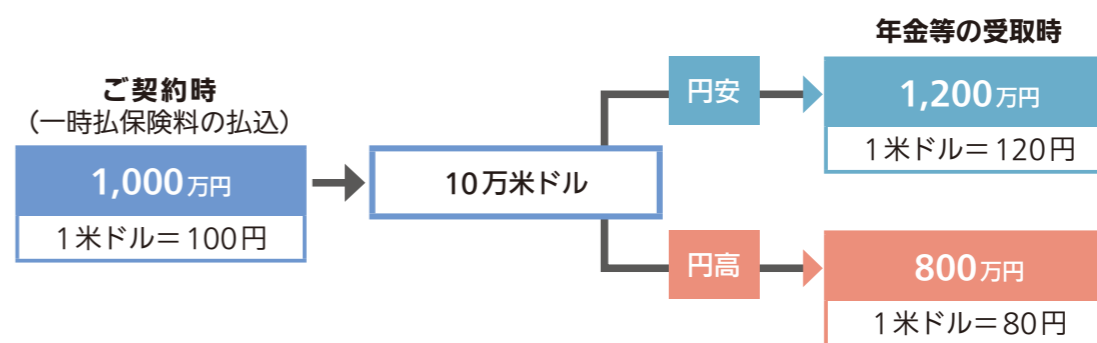 ご契約時
（一時払保険料の払込）
1,000万円
1米ドル＝100円
10万米ドル
円安
円高
年金等の受取時
1,200万円
1米ドル＝120円
800万円
1米ドル＝80円